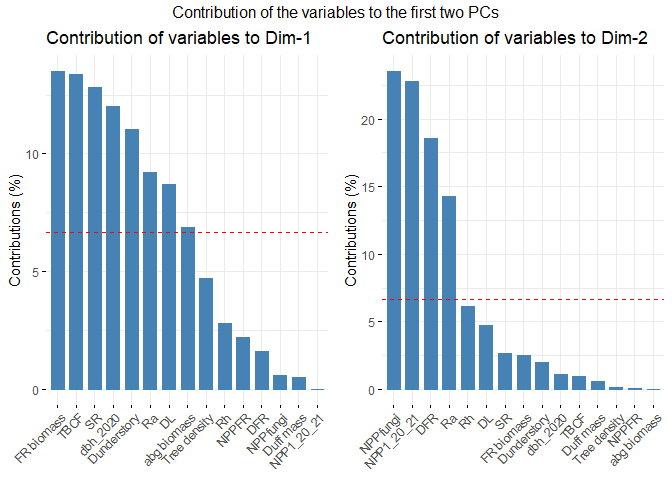 Contribution of the variables to the first two PCs
Contribution of variables to Dim-1
Contributions (%)
10
5
0
FR biomass
TBCF
SR
dbh_2020
Dunderstory
Ra
DL
abg biomass
Tree density
Rh
NPPFR
DFR
NPPfungi
Duff mass
NPP1_20_21
Contribution of variables to Dim-2
Contributions (%)
20
15
10
5
0
NPPfungi
NPP1_20_21
DFR
Ra
Rh
DL
SR
FR biomass
Dunderstory
dbh_2020
TBCF
Duff mass
Tree density
NPPFR
abg biomass